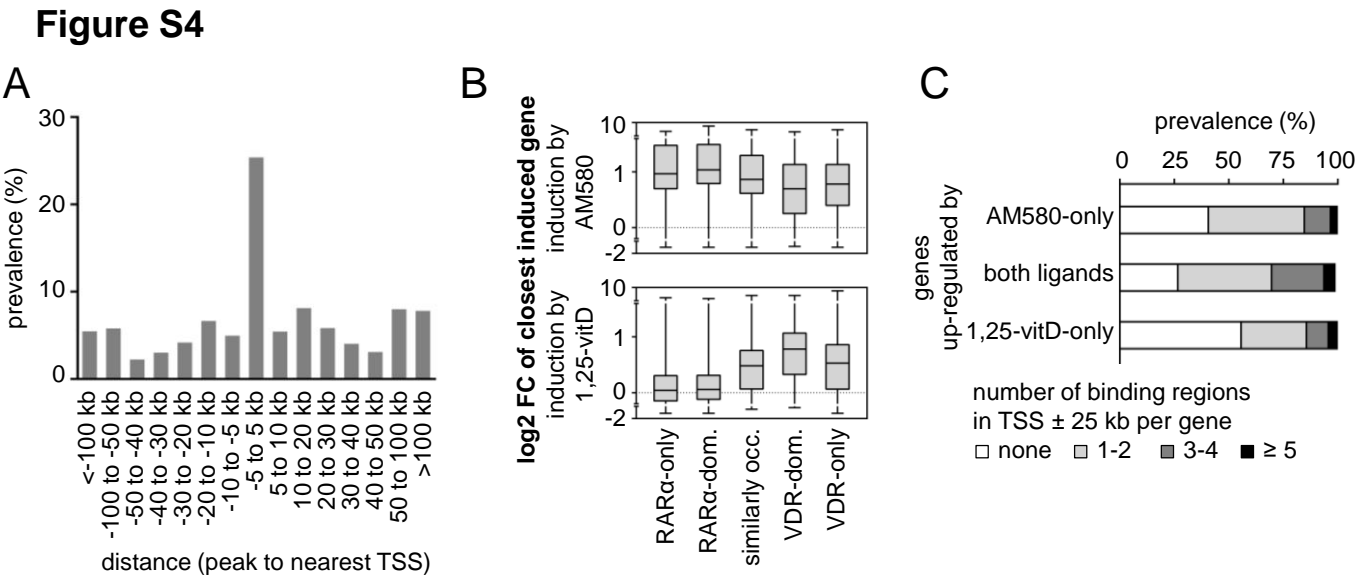 Figure S4
A
prevalence (%)
30
20
10
0
<-100 kb
-100 to -50 kb
-50 to -40 kb
-40 to -30 kb
-30 to -20 kb
-20 to -10 kb
-10 to -5 kb
-5 to 5 kb
5 to 10 kb
10 to 20 kb
20 to 30 kb
30 to 40 kb
40 to 50 kb
50 to 100 kb
>100 kb
distance (peak to nearest TSS)
B
log2 FC of closest induced gene
induction by
AM580
10
1
0
-2
induction by
1,25-vitD
10
1
0
-2
RARα-only
RARα-dom.
similarly occ.
VDR-dom.
VDR-only
C
prevalence (%)
0 25 50 75 100
genes
up-regulated by
AM580-only
both ligands
1,25-vitD-only
number of binding regions
in TSS ± 25 kb per gene
none 1-2 3-4 ≥ 5